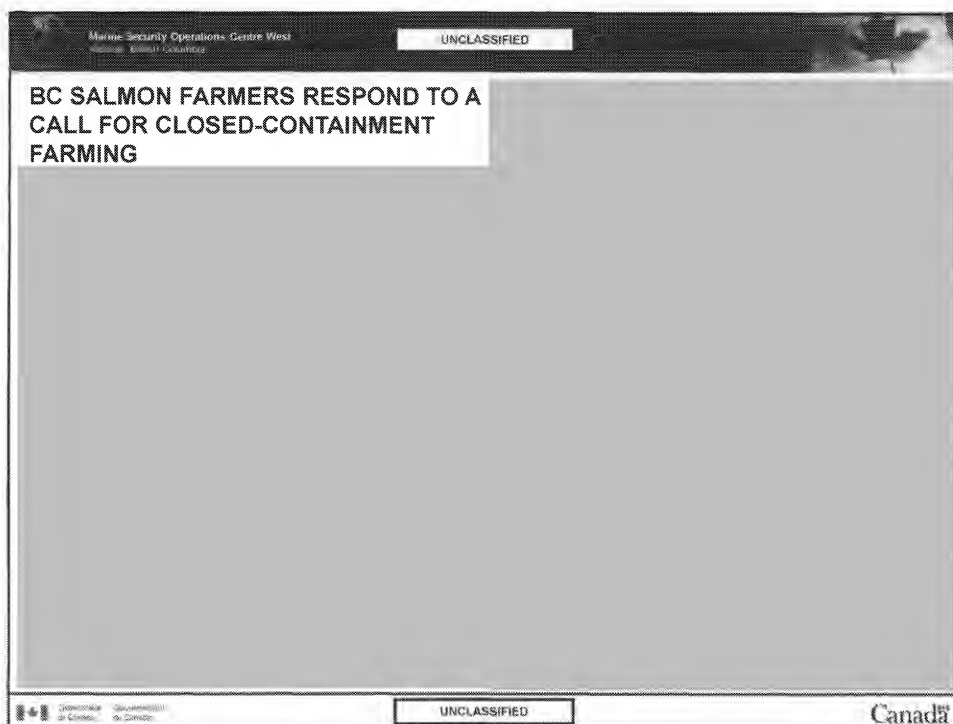 Marine Security Operations Centre West
UNCLASSIFIED
BC SALMON FARMERS RESPOND TO A
CALL FOR CLOSED-CONTAINMENT
FARMING
UNCLASSIFIED
Canada